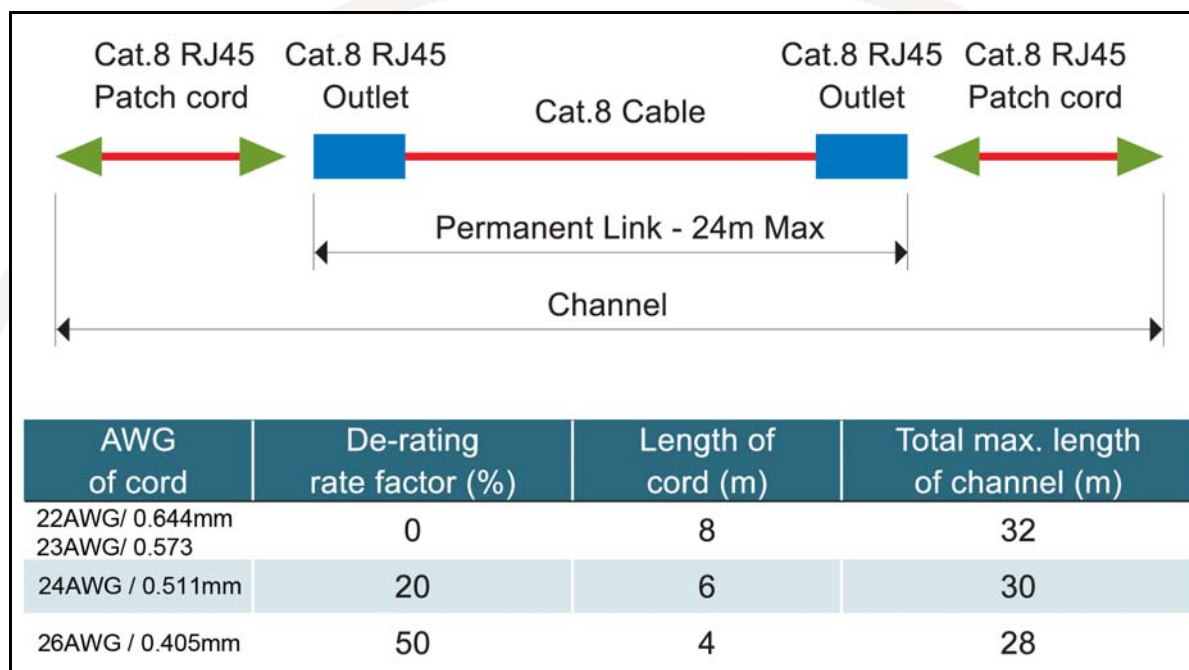 Cat.8 RJ45 Patch cord
Cat.8 RJ45 Outlet
Cat.8 Cable
Cat.8 RJ45 Outlet
Cat.8 RJ45 Patch cord
Permanent Link - 24m Max
Channel
AWG of cord
De-rating rate factor (%)
Length of cord (m)
Total max. length of channel (m)
22AWG/ 0.644mm
23AWG/ 0.573
0
8
32
24AWG / 0.511mm
20
6
30
26AWG / 0.405mm
50
4
28